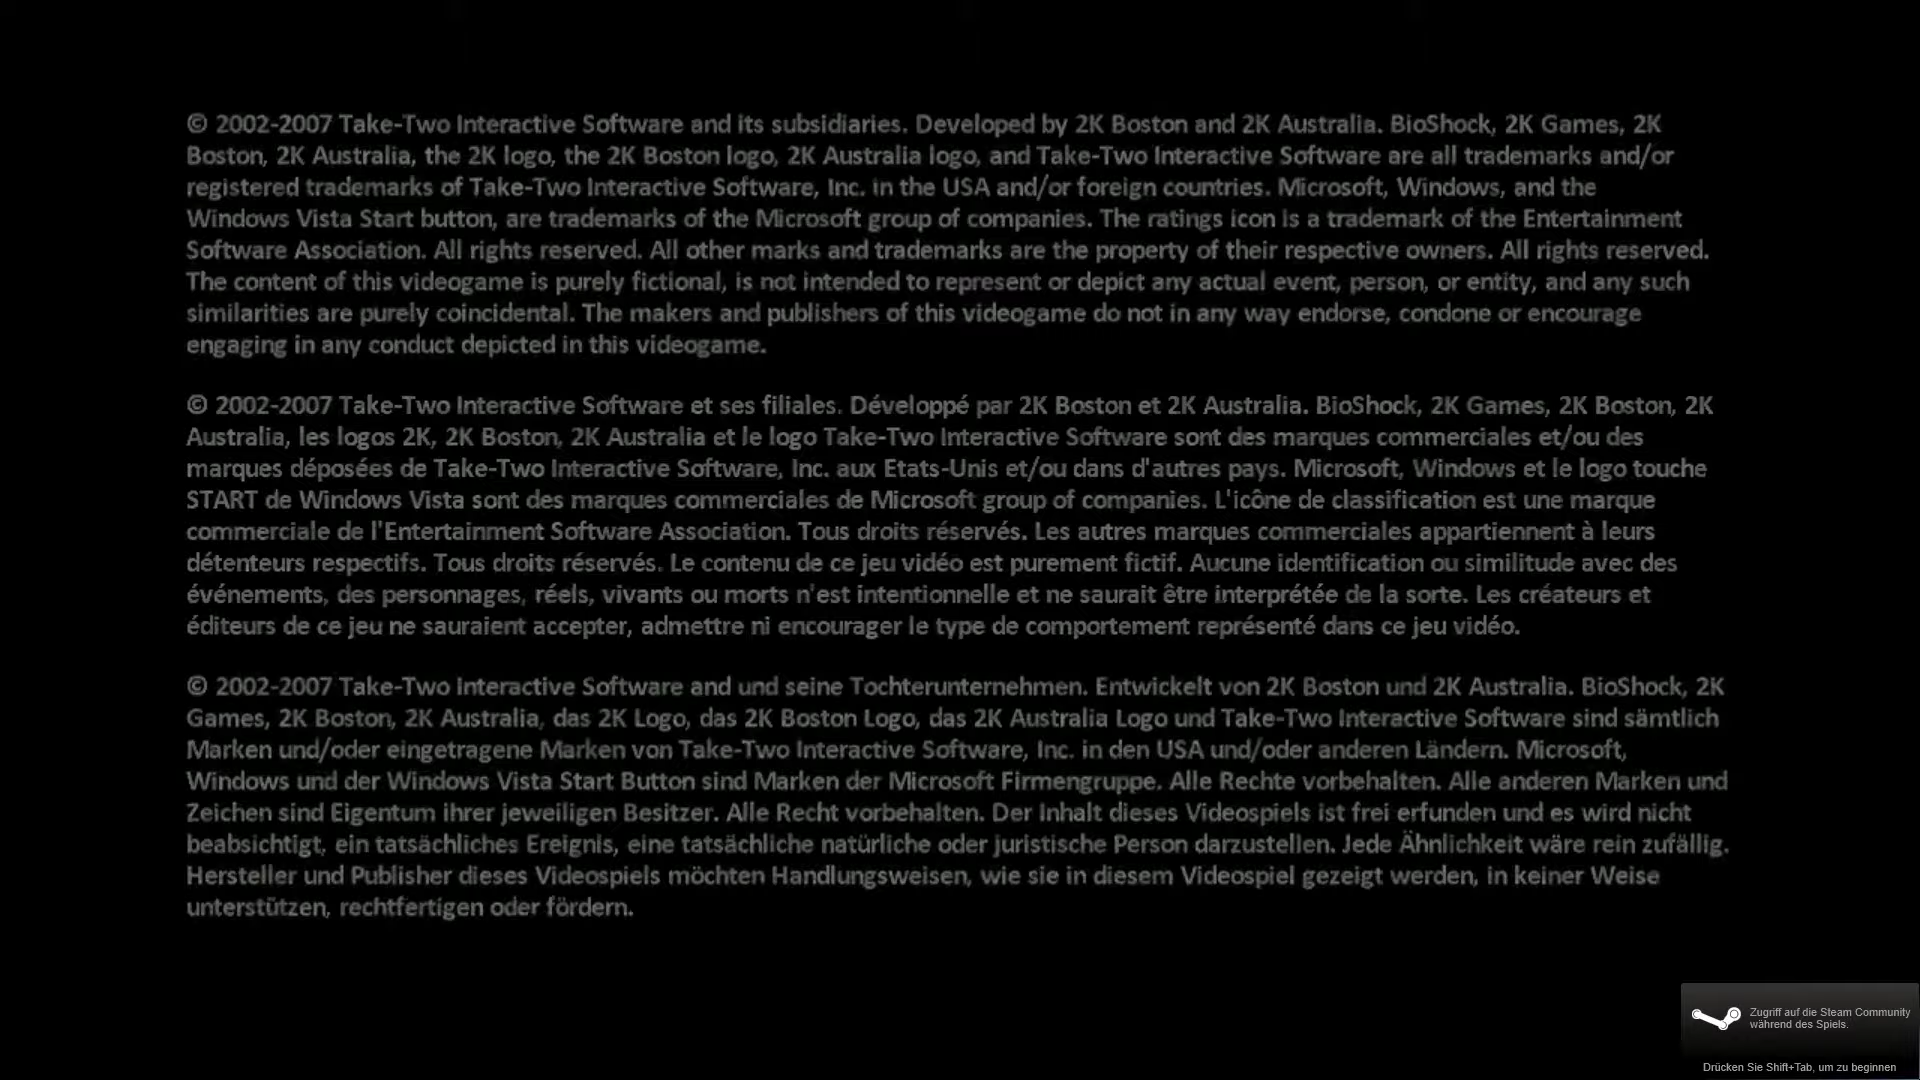 © 2002-2007 Take-Two Interactive Software and its subsidiaries. Developed by 2K Boston and 2K Australia. BioShock, 2K Games, 2K
Boston, 2K Australia, the 2K logo, the 2K Boston logo, 2K Australia logo, and Take-Two Interactive Software are all trademarks and/or
registered trademarks of Take-Two Interactive Software, Inc. in the USA and/or foreign countries. Microsoft, Windows, and the
Windows Vista Start button, are trademarks of the Microsoft group of companies. The ratings icon is a trademark of the Entertainment
Software Association. All rights reserved. All other marks and trademarks are the property of their respective owners. All rights reserved.
The content of this videogame is purely fictional, is not intended to represent or depict any actual event, person, or entity, and any such
similarities are purely coincidental. The makers and publishers of this videogame do not in any way endorse, condone or encourage
engaging in any conduct depicted in this videogame.
© 2002-2007 Take-Two Interactive Software et ses filiales. Développé par 2K Boston et 2K Australia. BioShock, 2K Games, 2K Boston, 2K
Australia, les logos 2K, 2K Boston, 2K Australia et le logo Take-Two Interactive Software sont des marques commerciales et/ou des
marques déposées de Take-Two Interactive Software, Inc. aux Etats-Unis et/ou dans d'autres pays. Microsoft, Windows et le logo touche
START de Windows Vista sont des marques commerciales de Microsoft group of companies. L'icône de classification est une marque
commerciale de l'Entertainment Software Association. Tous droits réservés. Les autres marques commerciales appartiennent à leurs
détenteurs respectifs. Tous droits réservés. Le contenu de ce jeu vidéo est purement fictif. Aucune identification ou similitude avec des
événements, des personnages, réels, vivants ou morts n'est intentionnelle et ne saurait être interprétée de la sorte. Les créateurs et
éditeurs de ce jeu ne sauraient accepter, admettre ni encourager le type de comportement représenté dans ce jeu vidéo.
© 2002-2007 Take-Two Interactive Software and und seine Tochterunternehmen. Entwickelt von 2K Boston und 2K Australia. BioShock, 2K
Games, 2K Boston, 2K Australia, das 2K Logo, das 2K Boston Logo, das 2K Australia Logo und Take-Two Interactive Software sind sämtlich
Marken und/oder eingetragene Marken von Take-Two Interactive Software, Inc. in den USA und/oder anderen Ländern. Microsoft,
Windows und der Windows Vista Start Button sind Marken der Microsoft Firmengruppe. Alle Rechte vorbehalten. Alle anderen Marken und
Zeichen sind Eigentum ihrer jeweiligen Besitzer. Alle Recht vorbehalten. Der Inhalt dieses Videospiels ist frei erfunden und es wird nicht
beabsichtigt, ein tatsächliches Ereignis, eine tatsächliche natürliche oder juristische Person darzustellen. Jede Ähnlichkeit wäre rein zufällig.
Hersteller und Publisher dieses Videospiels möchten Handlungsweisen, wie sie in diesem Videospiel gezeigt werden, in keiner Weise
unterstützen, rechtfertigen oder fördern.
Zugriff auf die Steam Community
während des Spiels.
Drücken Sie Shift+Tab, um zu beginnen